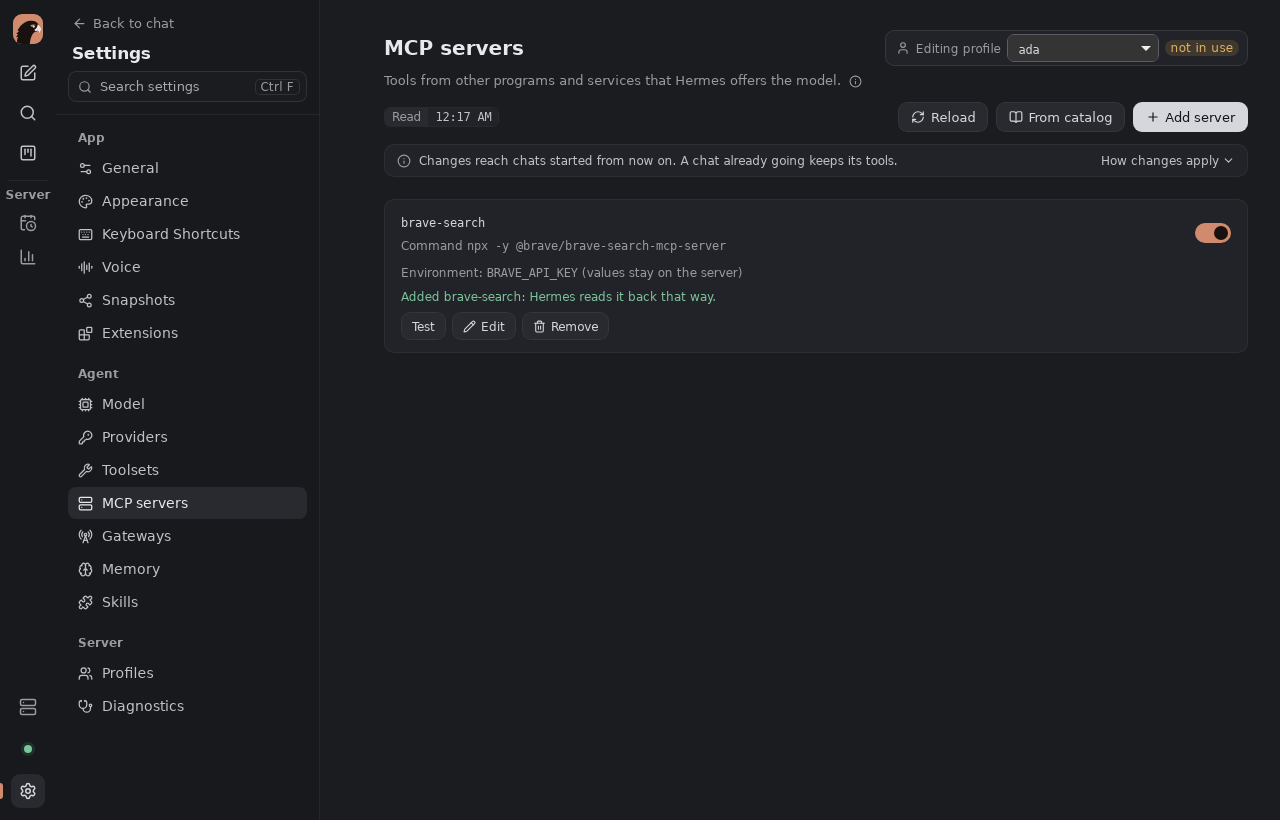 Back to chat
Settings
Search settings
Ctrl F
App
General
Appearance
Keyboard Shortcuts
Voice
Snapshots
Extensions
Agent
Model
Providers
Toolsets
MCP servers
Gateways
Memory
Skills
Server
Profiles
Diagnostics
Server
MCP servers
Editing profile
ada
not in use
Tools from other programs and services that Hermes offers the model.
Read 12:17 AM
Reload
From catalog
Add server
Changes reach chats started from now on. A chat already going keeps its tools.
How changes apply
brave-search
Command npx -y @brave/brave-search-mcp-server
Environment: BRAVE_API_KEY (values stay on the server)
Added brave-search: Hermes reads it back that way.
Test
Edit
Remove